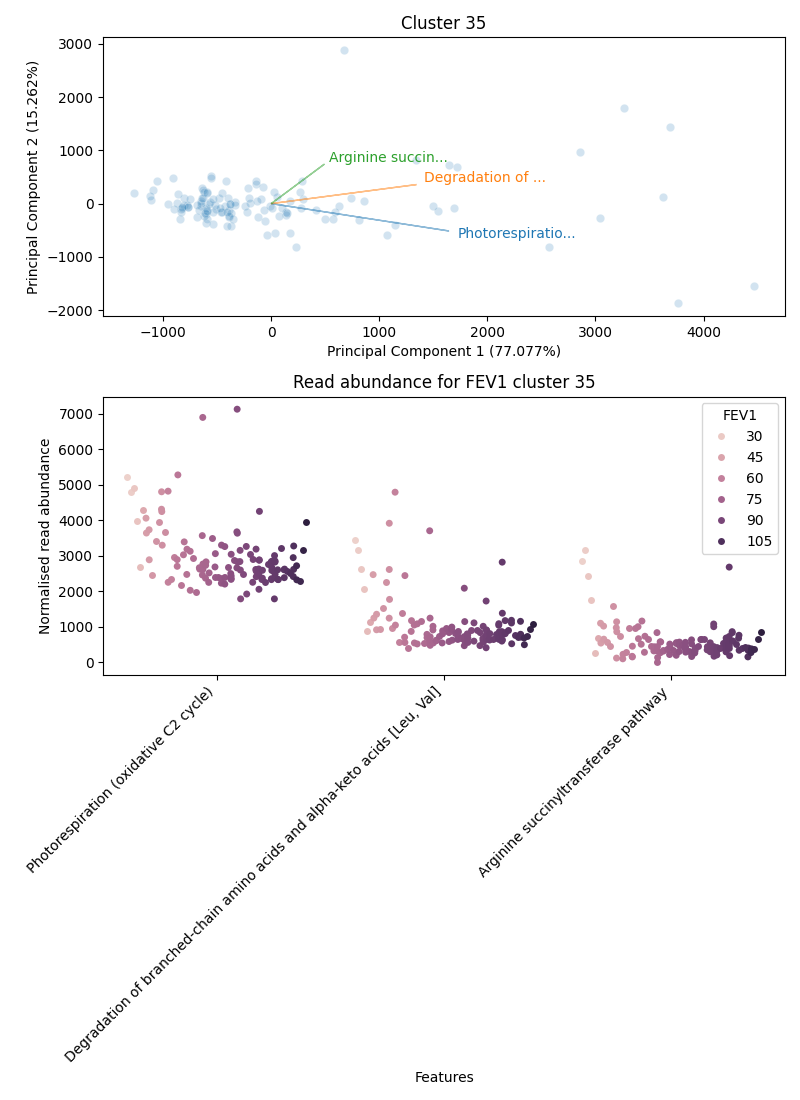 Cluster 35
3000
2000
1000
0
−1000
−2000
Principal Component 2 (15.262%)
Arginine succin...
Degradation of ...
Photorespiratio...
−1000
0
1000
2000
3000
4000
Principal Component 1 (77.077%)
Read abundance for FEV1 cluster 35
7000
6000
5000
4000
3000
2000
1000
0
Normalised read abundance
FEV1
30
45
60
75
90
105
Photorespiration (oxidative C2 cycle)
Degradation of branched-chain amino acids and alpha-keto acids [Leu, Val]
Arginine succinyltransferase pathway
Features